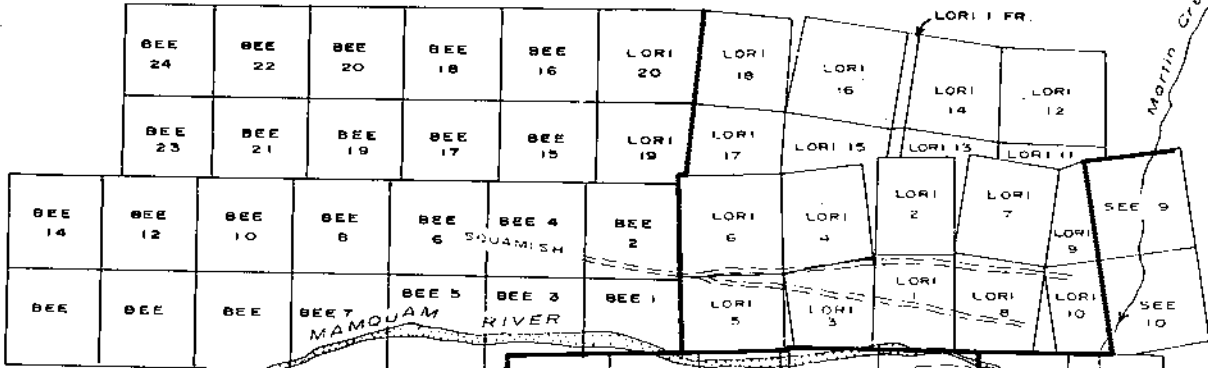 LORI 1 FR.
Martin
BEE 24
BEE 22
BEE 20
BEE 18
BEE 16
LORI 20
LORI 18
LORI 16
LORI 14
LORI 12
BEE 23
BEE 21
BEE 19
BEE 17
BEE 15
LORI 19
LORI 17
LORI 15
LORI 13
LORI 11
BEE 14
BEE 12
BEE 10
BEE 8
BEE 6
BEE 4
BEE 2
LORI 6
LORI 4
LORI 2
LORI 7
LORI 9
SEE 9
SQUAMISH
BEE
BEE
BEE
BEE 7
BEE 5
BEE 3
BEE 1
LORI 5
LORI 3
LORI 1
LORI 8
LORI 10
SEE 10
MAMQUAM RIVER